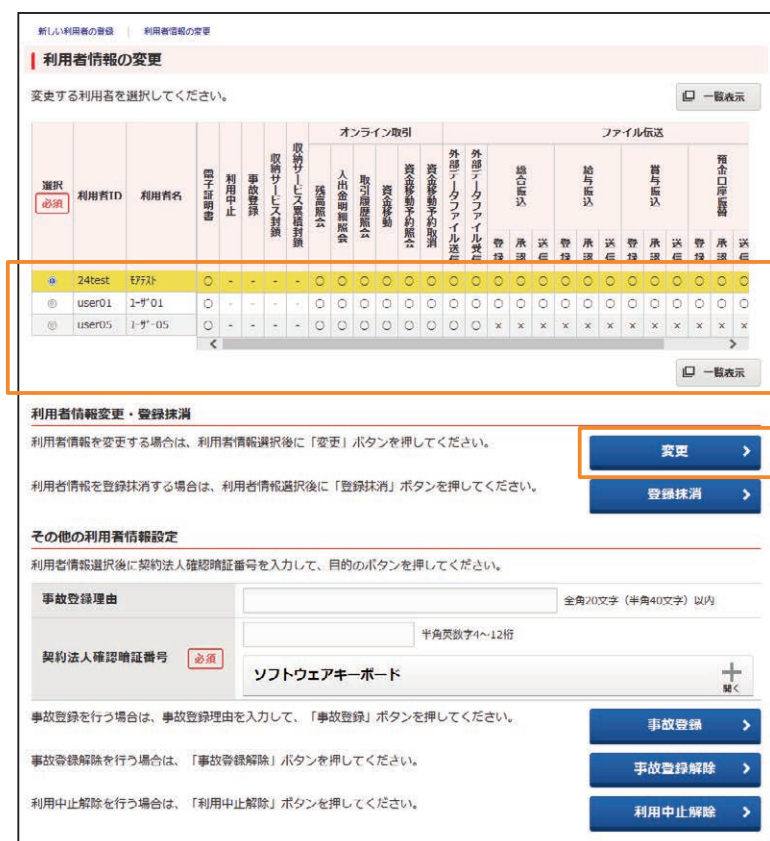 新しい利用者の登録 | 利用者情報の変更
利用者情報の変更
変更する利用者を選択してください。
一覧表示
オンライン取引 ファイル伝送
選択 必須 利用者ID 利用者名 電子証明書 利用中止 事故登録 収納サービス封鎖 収納サービス累積封鎖 残高照会 入出金明細照会 取引履歴照会 資金移動 資金移動予約照会 資金移動予約取消 外部データファイル送信 外部データファイル受信 総合振込 給与振込 賞与振込 預金口座振替
登録 承認 送信 登録 承認 送信 登録 承認 送信 登録 承認 送信
24test ﾓｱﾃｽﾄ ○ - - - - ○ ○ ○ ○ ○ ○ ○ ○ ○ ○ ○ ○ ○ ○ ○ ○ ○ ○ ○ ○
user01 ﾕｰｻﾞ01 ○ - - - - ○ ○ ○ ○ ○ ○ ○ ○ ○ ○ ○ ○ ○ ○ ○ ○ ○ ○ ○ ○
user05 ﾕｰｻﾞ-05 ○ - - - - ○ ○ ○ ○ ○ ○ ○ ○ × × × × × × × × × × × ×
一覧表示
利用者情報変更・登録抹消
利用者情報を変更する場合は、利用者情報選択後に「変更」ボタンを押してください。
変更
利用者情報を登録抹消する場合は、利用者情報選択後に「登録抹消」ボタンを押してください。
登録抹消
その他の利用者情報設定
利用者情報選択後に契約法人確認暗証番号を入力して、目的のボタンを押してください。
事故登録理由 全角20文字（半角40文字）以内
半角英数字4～12桁
契約法人確認暗証番号 必須
ソフトウェアキーボード
開く
事故登録を行う場合は、事故登録理由を入力して、「事故登録」ボタンを押してください。
事故登録
事故登録解除を行う場合は、「事故登録解除」ボタンを押してください。
事故登録解除
利用中止解除を行う場合は、「利用中止解除」ボタンを押してください。
利用中止解除